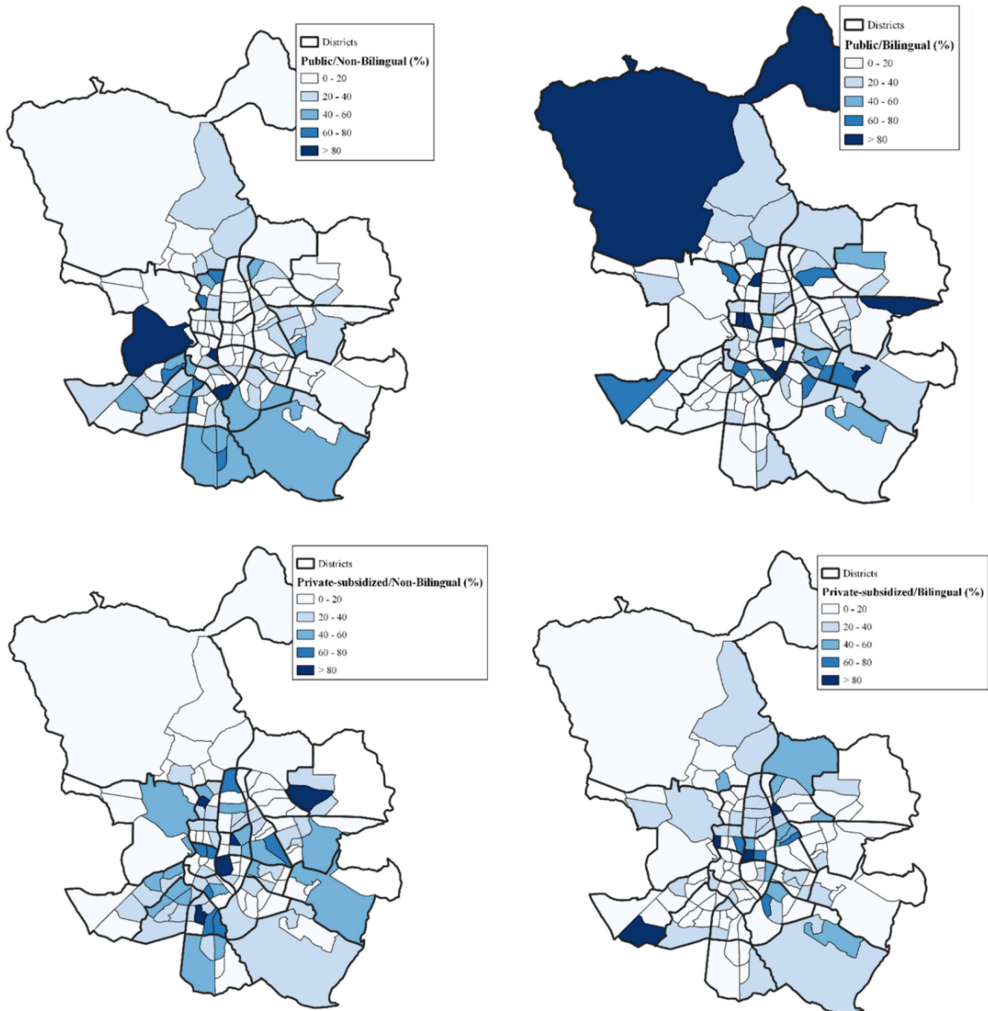 Districts
Public/Non-Bilingual (%)
0 - 20
20 - 40
40 - 60
60 - 80
> 80
Districts
Public/Bilingual (%)
0 - 20
20 - 40
40 - 60
60 - 80
> 80
Districts
Private-subsidized/Non-Bilingual (%)
0 - 20
20 - 40
40 - 60
60 - 80
> 80
Districts
Private-subsidized/Bilingual (%)
0 - 20
20 - 40
40 - 60
60 - 80
> 80